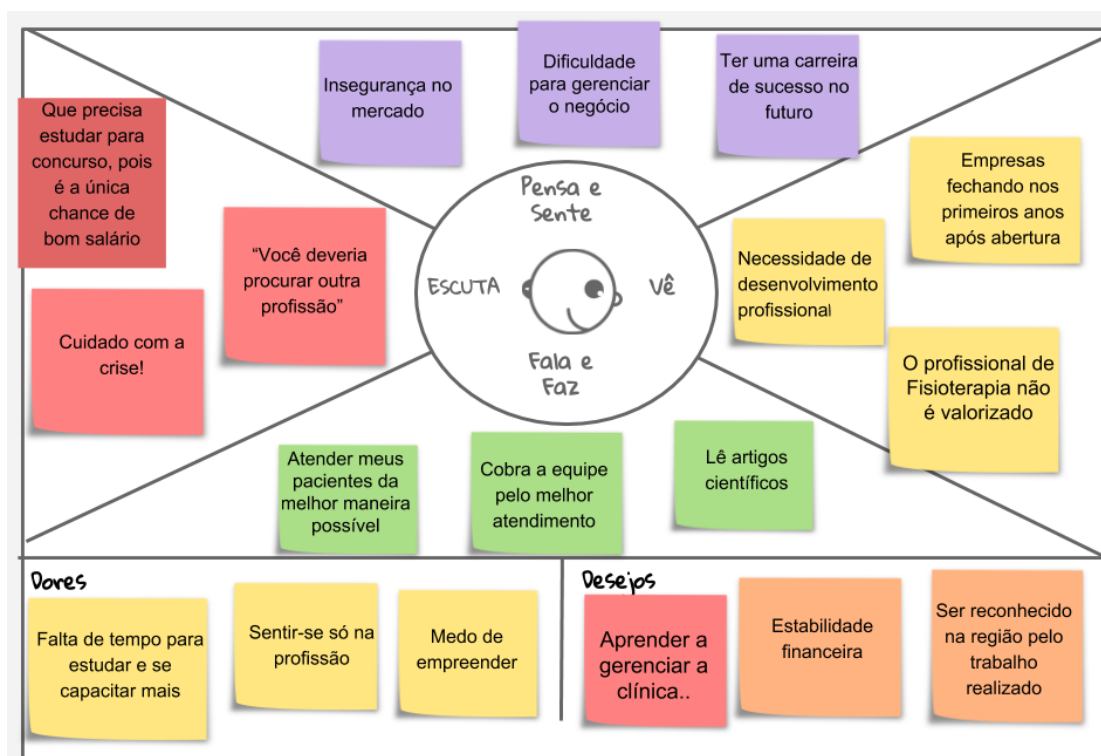 Insegurança no
mercado
Dificuldade
para gerenciar
o negócio
Ter uma carreira
de sucesso no
futuro
Que precisa
estudar para
concurso, pois
é a única
chance de
bom salário
“Você deveria
procurar outra
profissão”
Cuidado com a
crise!
Pensa e
Sente
ESCUTA
Vê
Fala e
Faz
Empresas
fechando nos
primeiros anos
após abertura
Necessidade de
desenvolvimento
profissional
O profissional de
Fisioterapia não
é valorizado
Atender meus
pacientes da
melhor maneira
possível
Cobra a equipe
pelo melhor
atendimento
Lê artigos
científicos
Dores
Falta de tempo para
estudar e se
capacitar mais
Sentir-se só na
profissão
Medo de
empreender
Desejos
Aprender a
gerenciar a
clínica..
Estabilidade
financeira
Ser reconhecido
na região pelo
trabalho
realizado